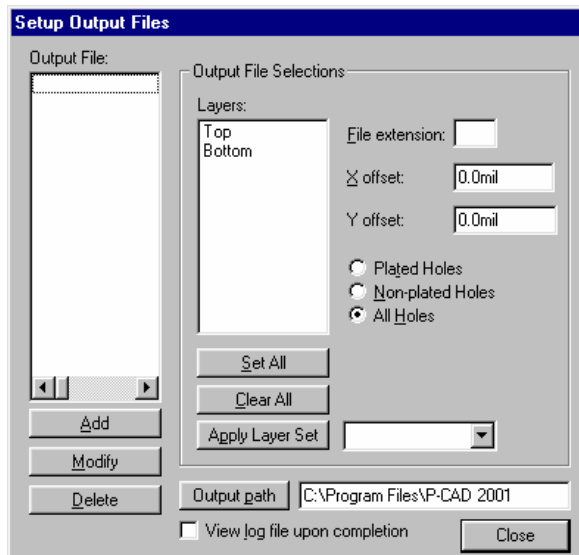 Setup Output Files
Output File:
Output File Selections
Layers:
Top
Bottom
File extension:
X offset:
0.0mil
Y offset:
0.0mil
Plated Holes
Non-plated Holes
All Holes
Set All
Clear All
Apply Layer Set
Add
Modify
Delete
Output path
C:\Program Files\P-CAD 2001
View log file upon completion
Close